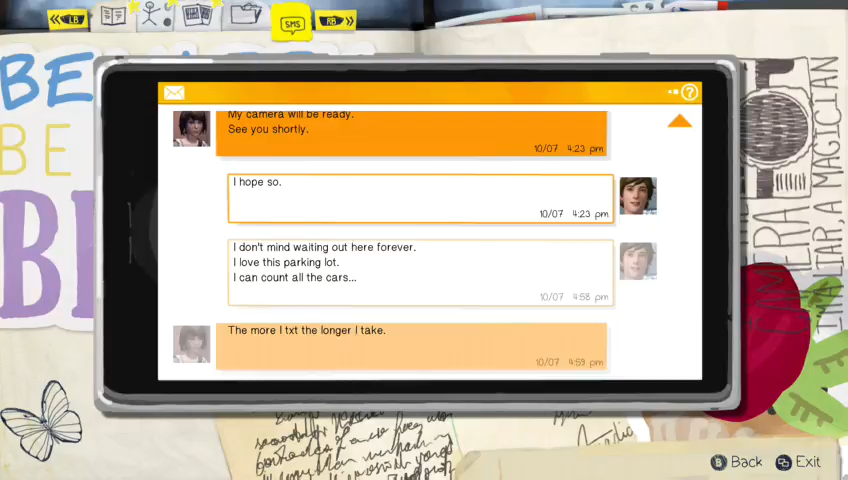 LB
SMS
RB
My camera will be ready.
See you shortly.
10/07 4:23 pm
I hope so.
10/07 4:23 pm
I don't mind waiting out here forever.
I love this parking lot.
I can count all the cars...
10/07 4:58 pm
The more I txt the longer I take.
10/07 4:59 pm
BE
BE
I'M A LIAR, A MAGICIAN
B Back
Exit